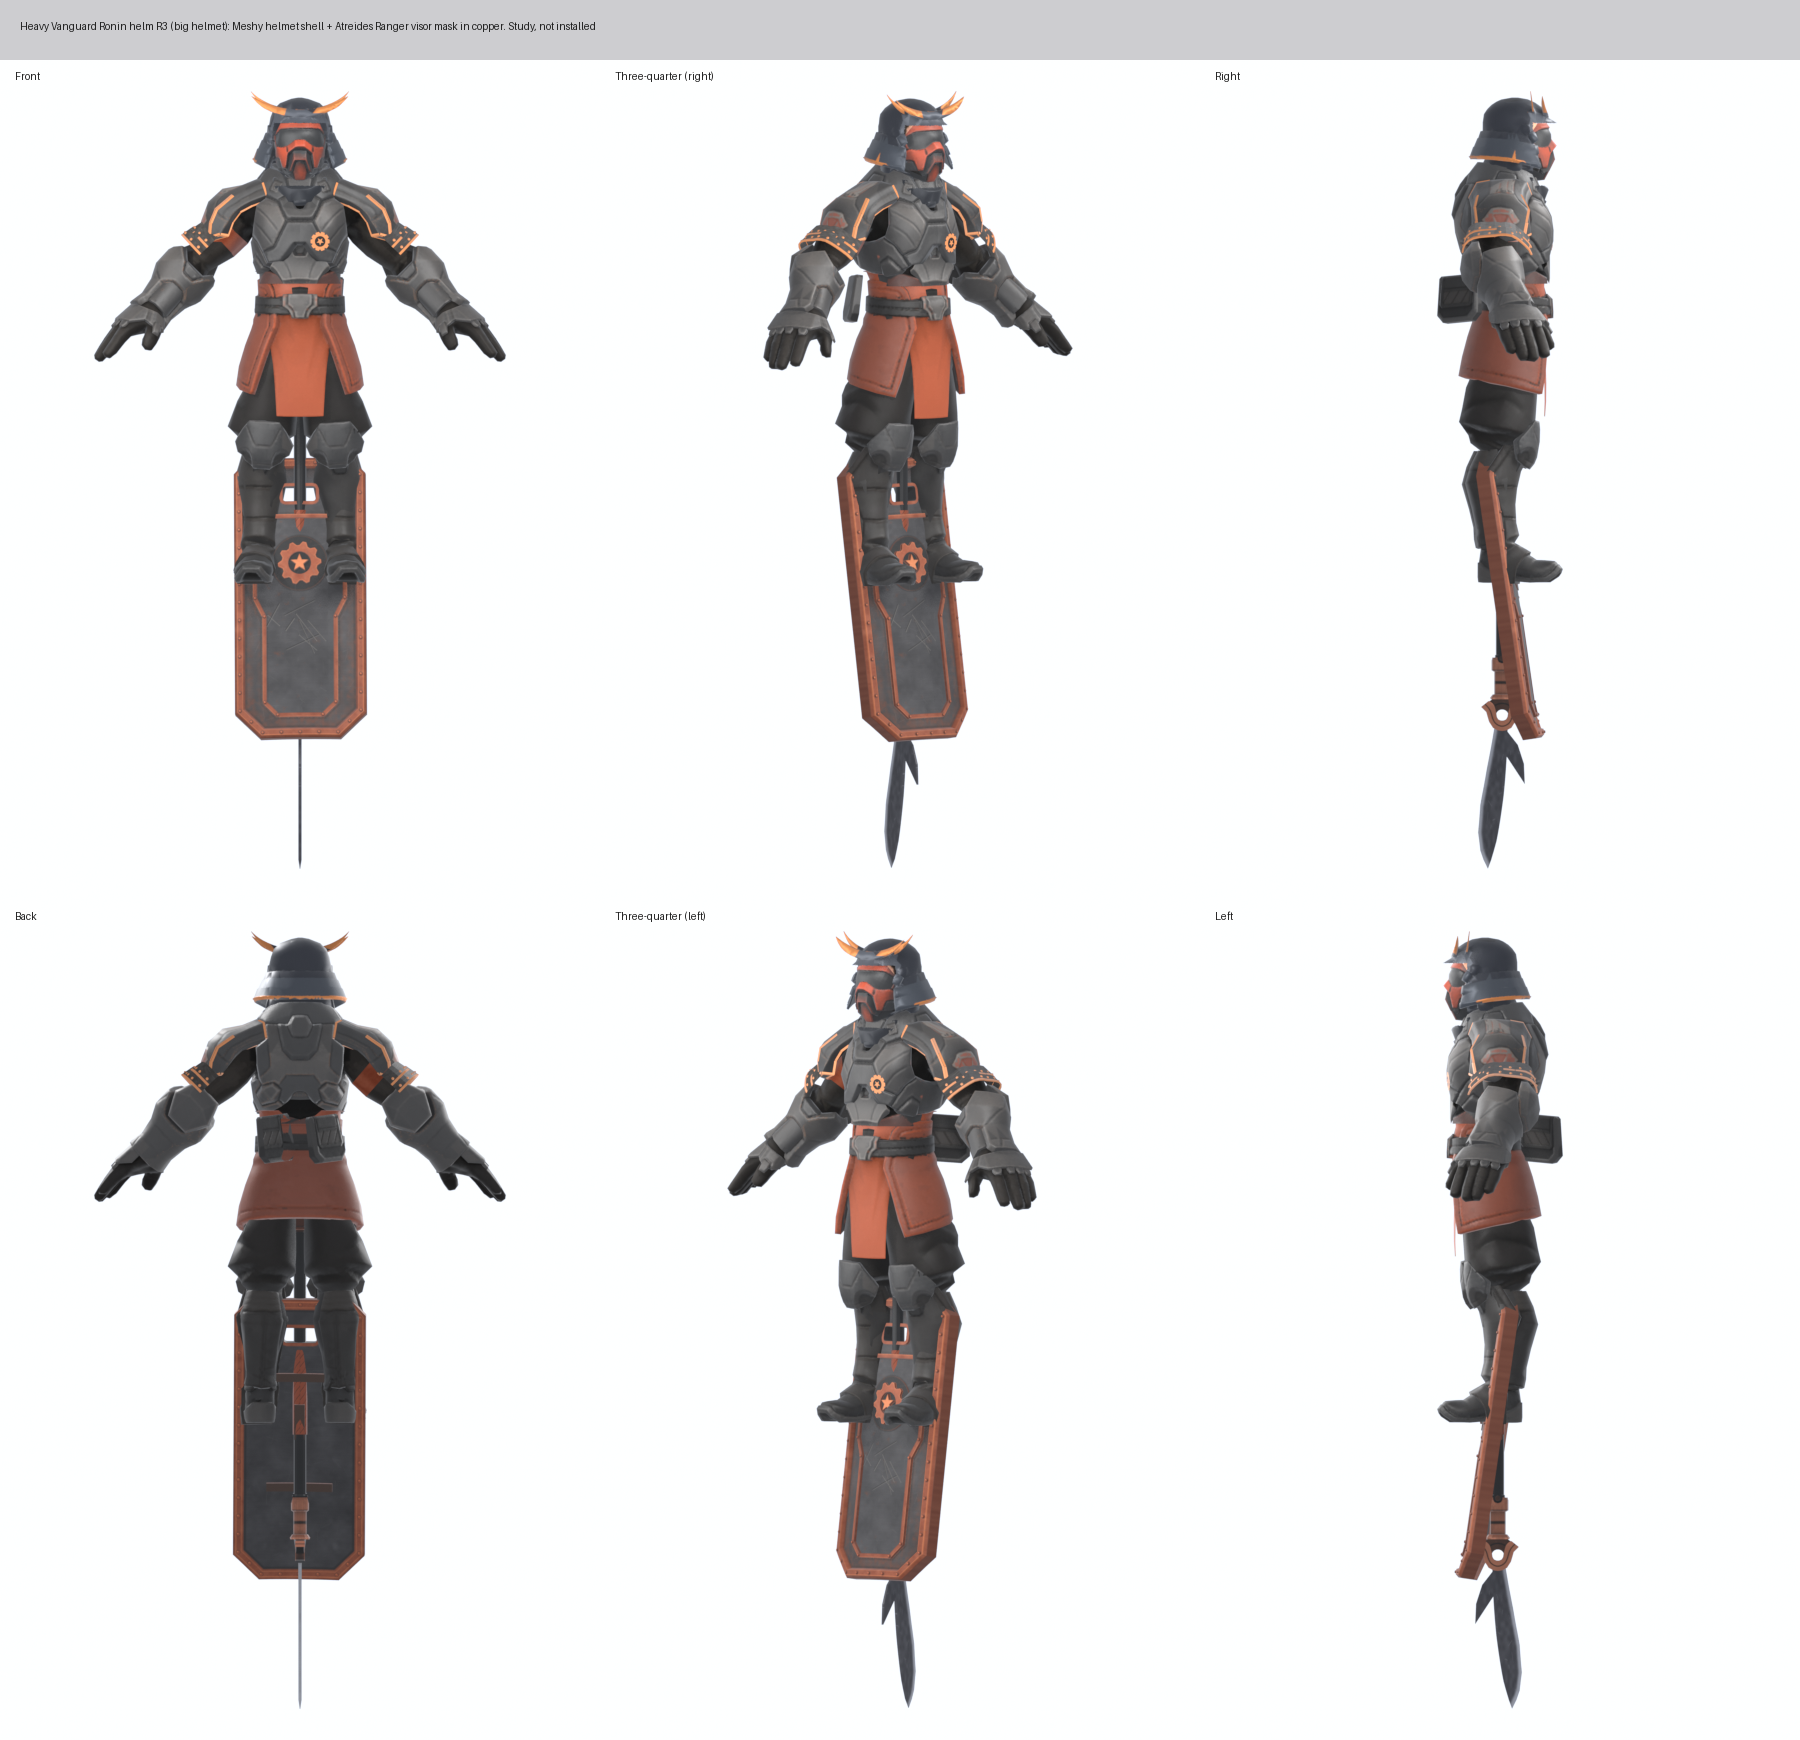 Heavy Vanguard Ronin helm R3 (big helmet): Meshy helmet shell + Atreides Ranger visor mask in copper. Study, not installed
Front
Three-quarter (right)
Right
Back
Three-quarter (left)
Left